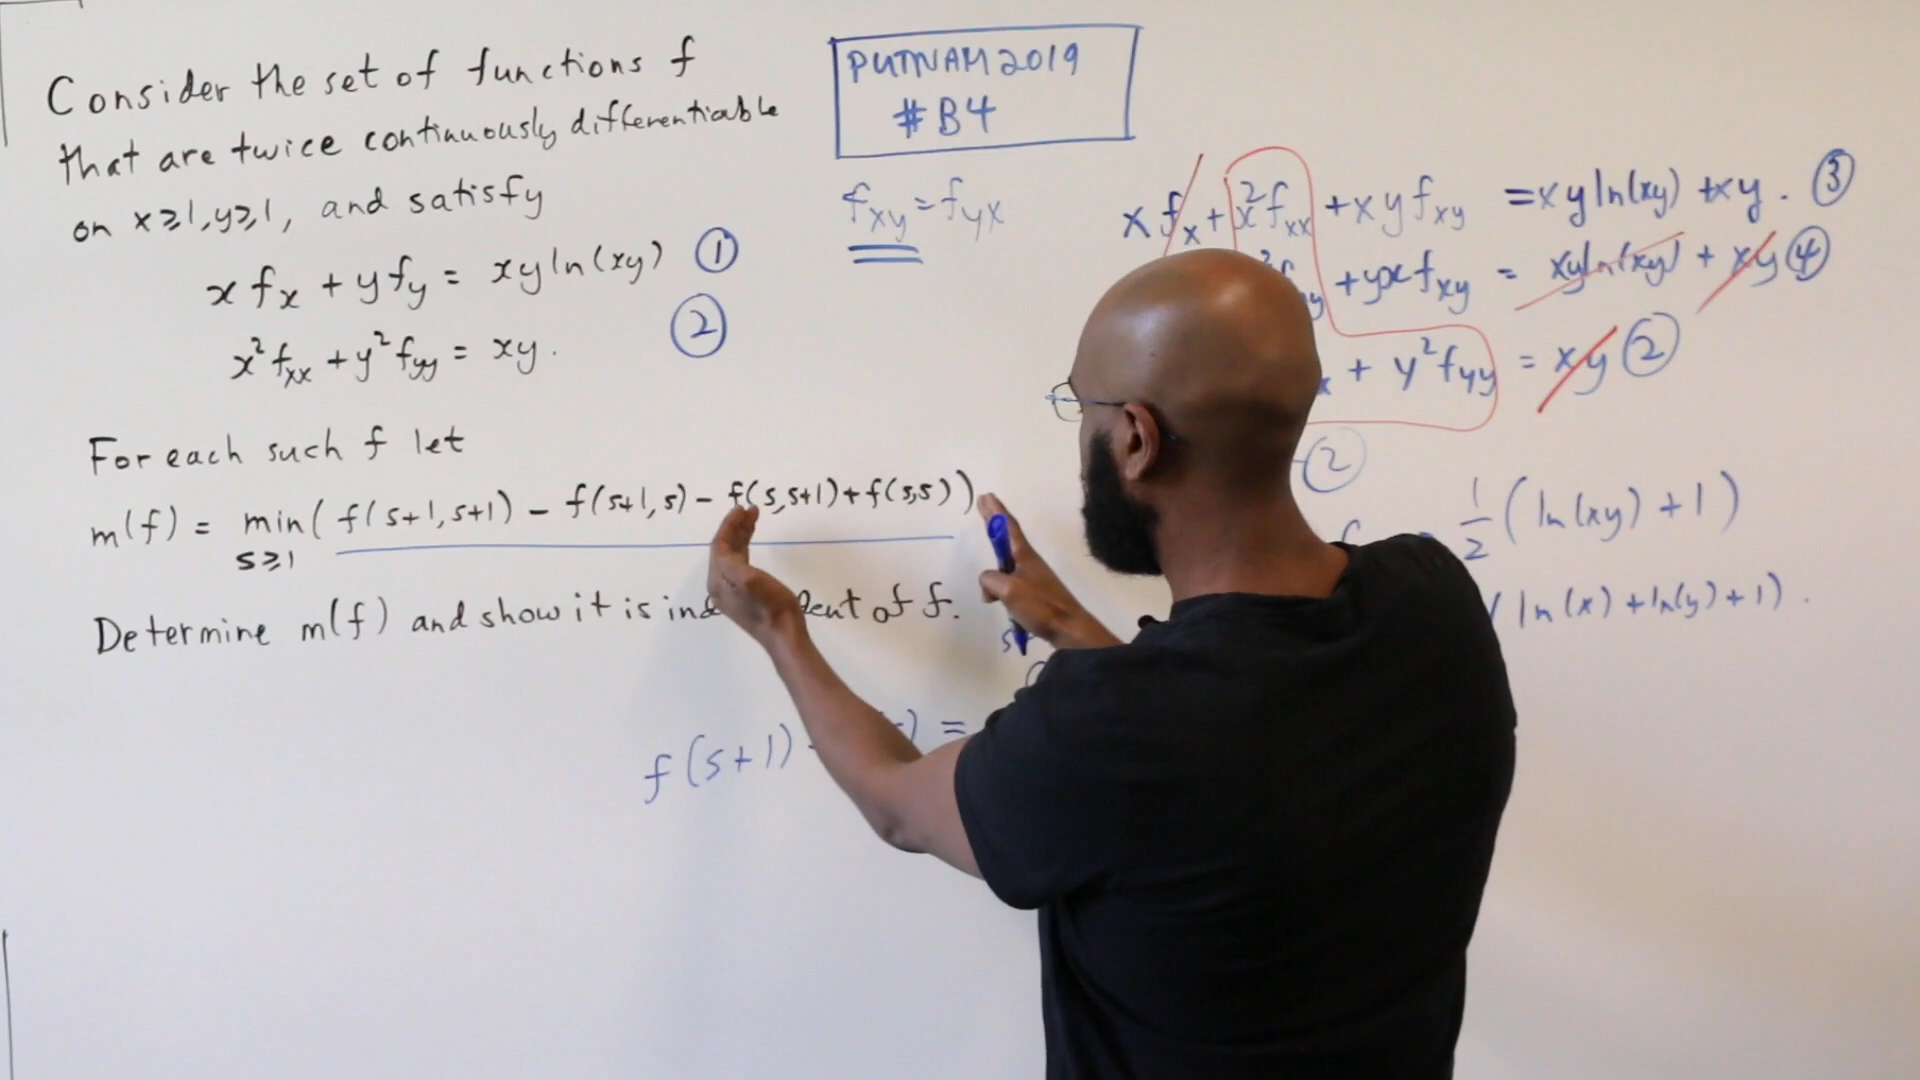 Consider the set of functions f
that are twice continuously differentiable
on x≥1, y≥1, and satisfy
x fx + y fy = xy ln(xy) ①
x² fxx + y² fyy = xy. ②
For each such f let
m(f) = min ( f(s+1,s+1) - f(s+1,s) - f(s,s+1) + f(s,s) )
s≥1
Determine m(f) and show it is ind dent of f.
f(s+1) =
PUTNAM 2019
#B4
fxy = fyx
x fx + x² fxx + xy fxy = xy ln(xy) + xy. ③
+ yx fxy = xy ln(xy) + xy ④
+ y² fyy = xy ②
②
= 1/2 (ln(xy) + 1)
ln(x) + ln(y) + 1).